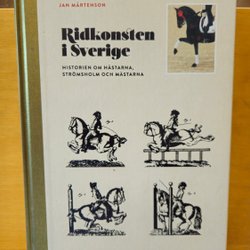 JAN MÅRTENSON
Ridkonsten
i Sverige
HISTORIEN OM HÄSTARNA,
STRÖMSHOLM OCH MÄSTARNA